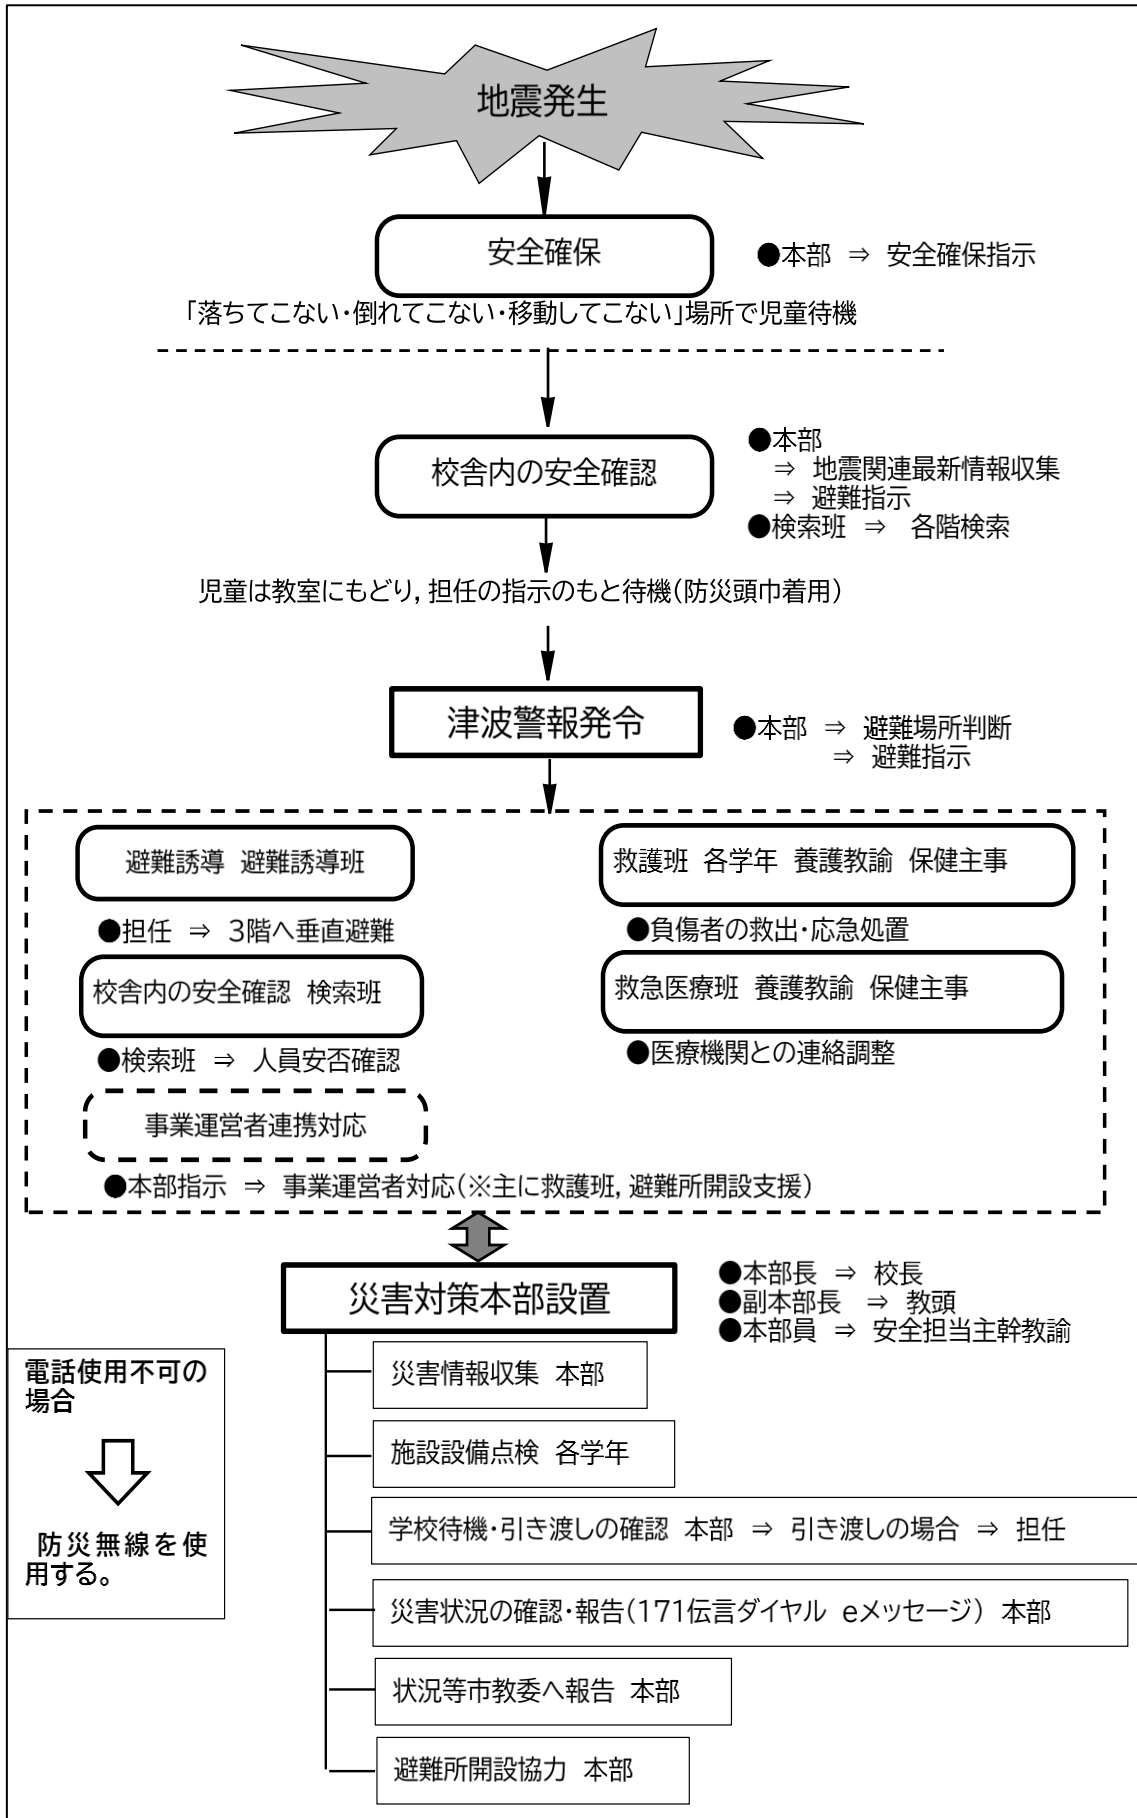 地震発生
安全確保
●本部 ⇒ 安全確保指示
「落ちてこない・倒れてこない・移動してこない」場所で児童待機
校舎内の安全確認
●本部
⇒ 地震関連最新情報収集
⇒ 避難指示
●検索班 ⇒ 各階検索
児童は教室にもどり，担任の指示のもと待機（防災頭巾着用）
津波警報発令
●本部 ⇒ 避難場所判断
⇒ 避難指示
避難誘導 避難誘導班
●担任 ⇒ 3階へ垂直避難
校舎内の安全確認 検索班
●検索班 ⇒ 人員安否確認
事業運営者連携対応
●本部指示 ⇒ 事業運営者対応（※主に救護班，避難所開設支援）
救護班 各学年 養護教諭 保健主事
●負傷者の救出・応急処置
救急医療班 養護教諭 保健主事
●医療機関との連絡調整
災害対策本部設置
●本部長 ⇒ 校長
●副本部長 ⇒ 教頭
●本部員 ⇒ 安全担当主幹教諭
電話使用不可の
場合
防災無線を使
用する。
災害情報収集 本部
施設設備点検 各学年
学校待機・引き渡しの確認 本部 ⇒ 引き渡しの場合 ⇒ 担任
災害状況の確認・報告（171伝言ダイヤル eメッセージ） 本部
状況等市教委へ報告 本部
避難所開設協力 本部